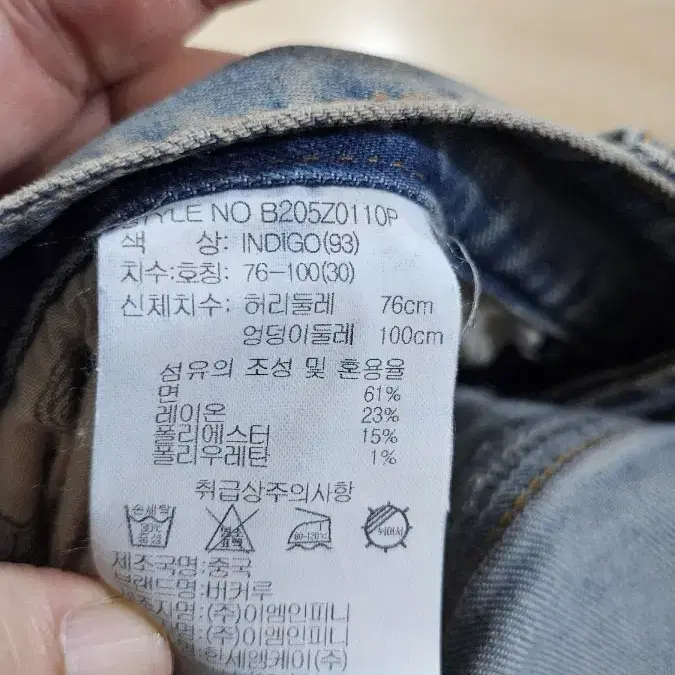 STYLE NO B205Z0110P
색 상: INDIGO(93)
치수:호칭: 76-100(30)
신체치수: 허리둘레 76cm
엉덩이둘레 100cm
섬유의 조성 및 혼용율
면 61%
레이온 23%
폴리에스터 15%
폴리우레탄 1%
취급상주의사항
손세탁
30℃
중성
80-120℃
제조국명:중국
브랜드명:버커루
(주)이엠인피니
(주)이엠인피니
한세엠케이(주)